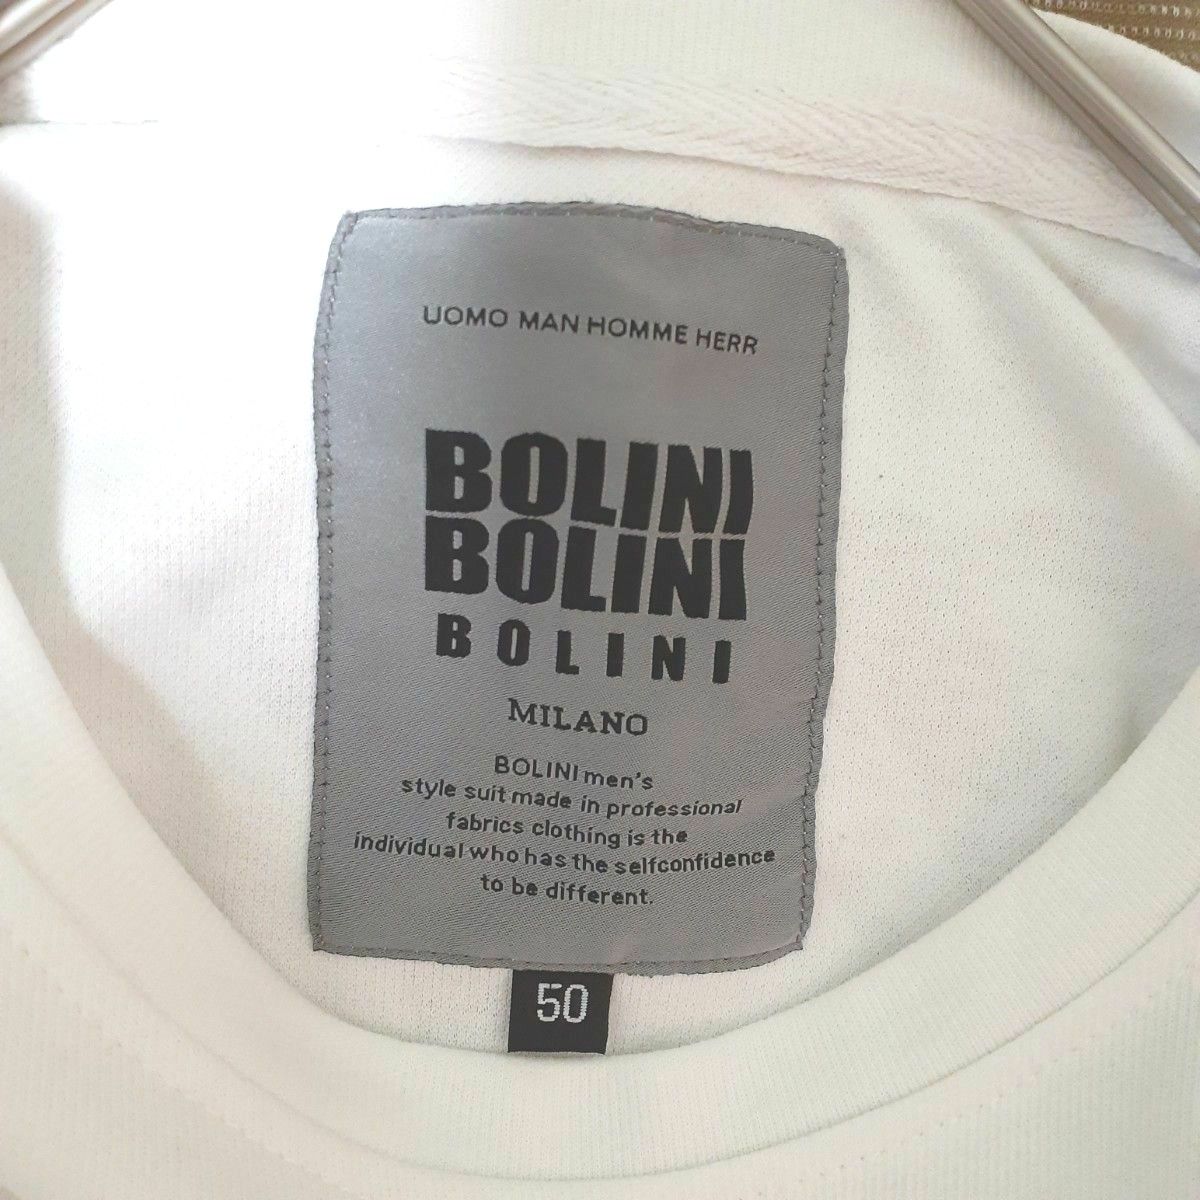 UOMO MAN HOMME HERR
BOLINI
BOLINI
BOLINI
MILANO
BOLINI men's
style suit made in professional
fabrics clothing is the
individual who has the selfconfidence
to be different.
50